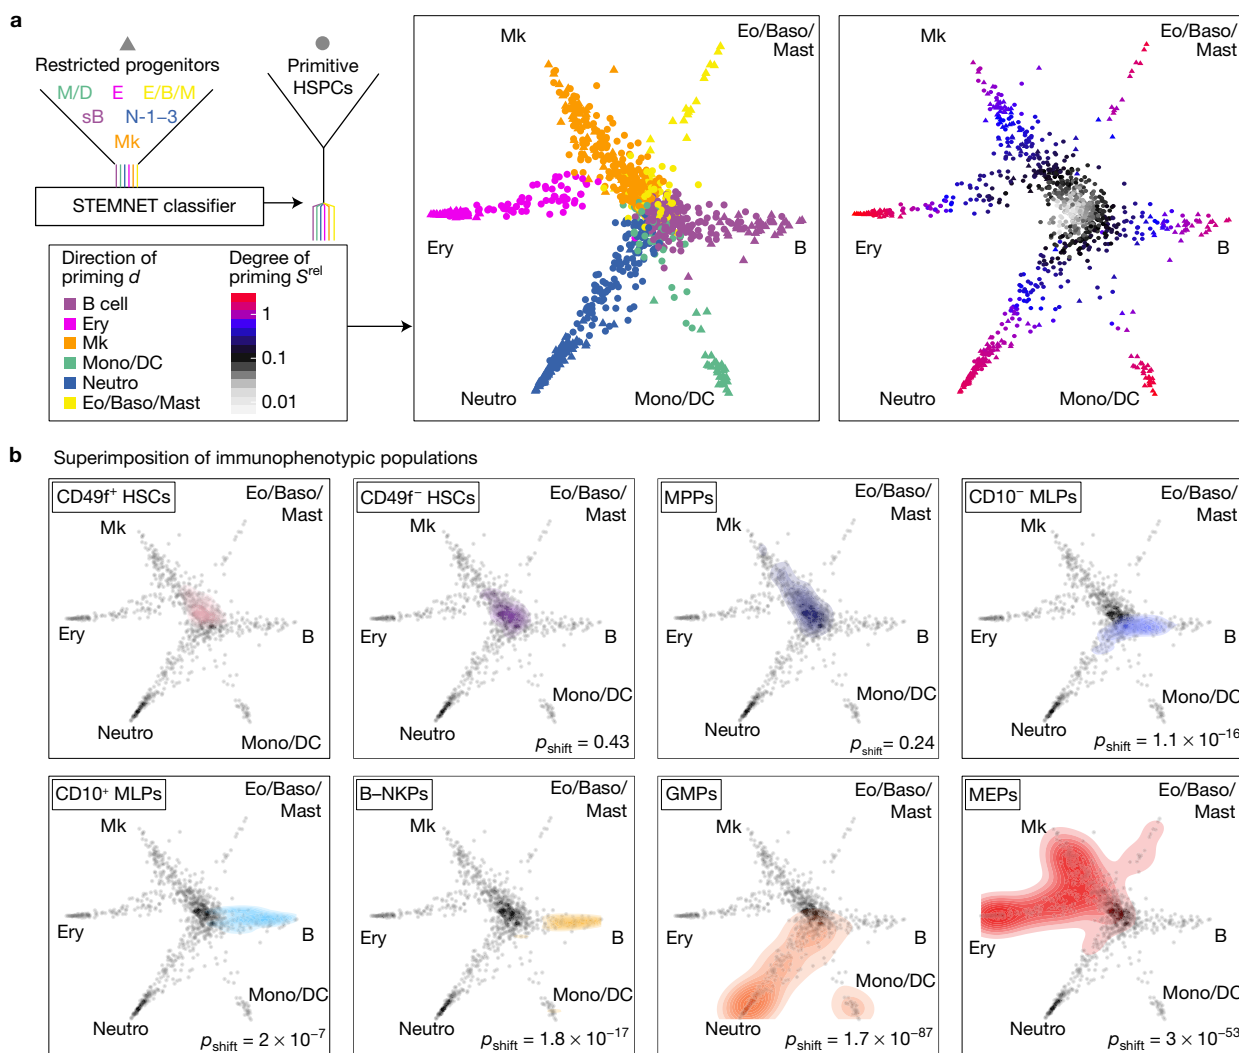 a
Restricted progenitors
M/D E E/B/M
sB N-1–3
Mk
Primitive
HSPCs
STEMNET classifier
Direction of
priming d
B cell
Ery
Mk
Mono/DC
Neutro
Eo/Baso/Mast
Degree of
priming S^rel
1
0.1
0.01
Mk
Eo/Baso/
Mast
Ery
B
Neutro
Mono/DC
Mk
Eo/Baso/
Mast
Ery
B
Neutro
Mono/DC
b Superimposition of immunophenotypic populations
CD49f⁺ HSCs
Eo/Baso/
Mast
Mk
Ery
B
Neutro
Mono/DC
CD49f⁻ HSCs
Eo/Baso/
Mast
Mk
Ery
B
Mono/DC
Neutro
p_shift = 0.43
MPPs
Eo/Baso/
Mast
Mk
Ery
B
Mono/DC
Neutro
p_shift = 0.24
CD10⁻ MLPs
Eo/Baso/
Mast
Mk
Ery
B
Mono/DC
Neutro
p_shift = 1.1 × 10⁻¹⁶
CD10⁺ MLPs
Eo/Baso/
Mast
Mk
Ery
B
Mono/DC
Neutro
p_shift = 2 × 10⁻⁷
B–NKPs
Eo/Baso/
Mast
Mk
Ery
B
Mono/DC
Neutro
p_shift = 1.8 × 10⁻¹⁷
GMPs
Eo/Baso/
Mast
Mk
Ery
B
Mono/DC
Neutro
p_shift = 1.7 × 10⁻⁸⁷
MEPs
Eo/Baso/
Mast
Mk
Ery
B
Mono/DC
Neutro
p_shift = 3 × 10⁻⁵³